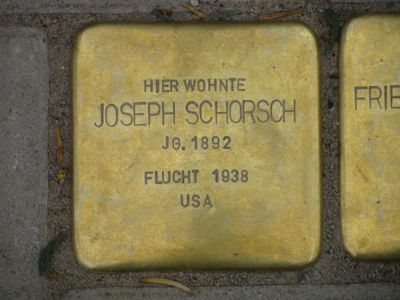 HIER WOHNTE
JOSEPH SCHORSCH
JG. 1892
FLUCHT 1938
USA
FRIE